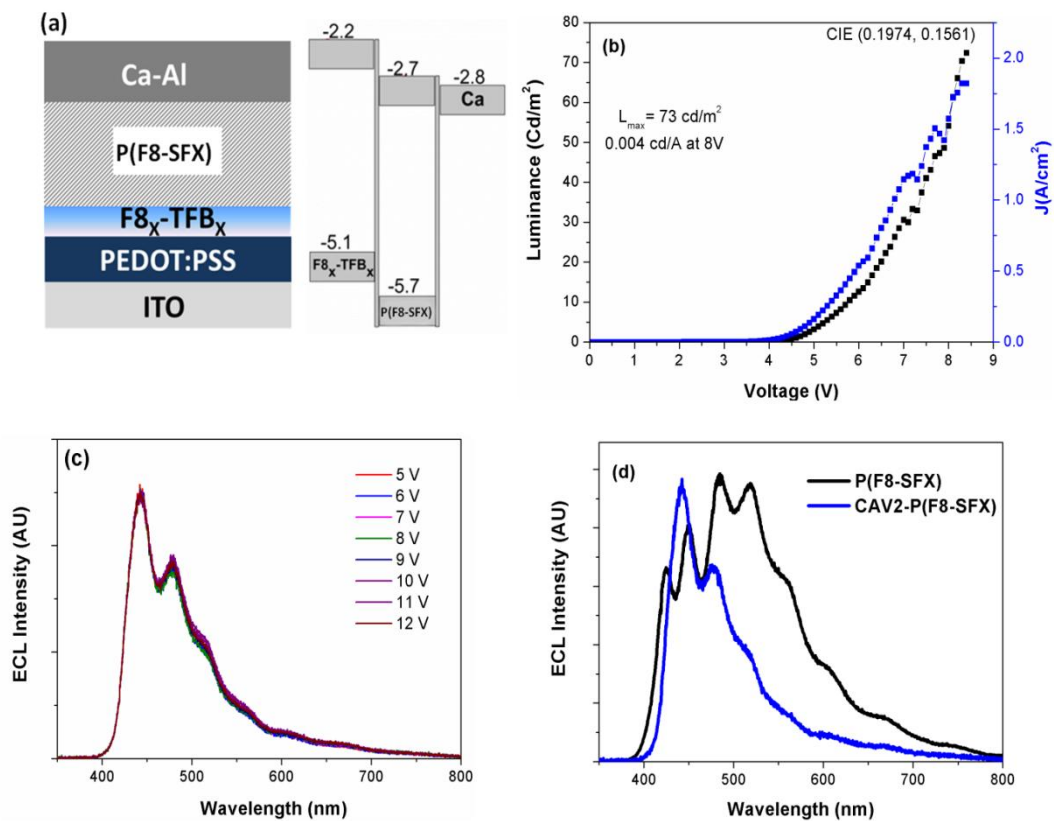 (a)
Ca-Al
P(F8-SFX)
F8X-TFBX
PEDOT:PSS
ITO
-2.2
-2.7
-2.8
Ca
-5.1
F8x-TFBx
-5.7
P(F8-SFX)
(b)
CIE (0.1974, 0.1561)
Lmax = 73 cd/m2
0.004 cd/A at 8V
Luminance (Cd/m2)
80
70
60
50
40
30
20
10
0
J(A/cm2)
2.0
1.5
1.0
0.5
0.0
0 1 2 3 4 5 6 7 8 9
Voltage (V)
(c)
5 V
6 V
7 V
8 V
9 V
10 V
11 V
12 V
ECL Intensity (AU)
400 500 600 700 800
Wavelength (nm)
(d)
P(F8-SFX)
CAV2-P(F8-SFX)
ECL Intensity (AU)
400 500 600 700 800
Wavelength (nm)